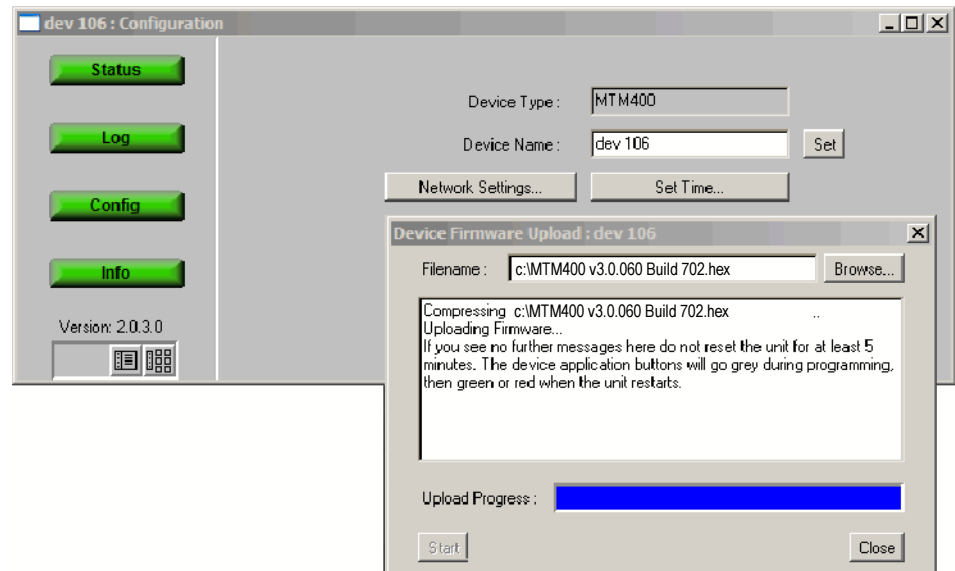 dev 106 : Configuration
Status
Log
Config
Info
Version: 2.0.3.0
Device Type :
MTM400
Device Name :
dev 106
Set
Network Settings...
Set Time...
Device Firmware Upload : dev 106
Filename :
c:\MTM400 v3.0.060 Build 702.hex
Browse...
Compressing c:\MTM400 v3.0.060 Build 702.hex ..
Uploading Firmware...
If you see no further messages here do not reset the unit for at least 5
minutes. The device application buttons will go grey during programming,
then green or red when the unit restarts.
Upload Progress :
Start
Close